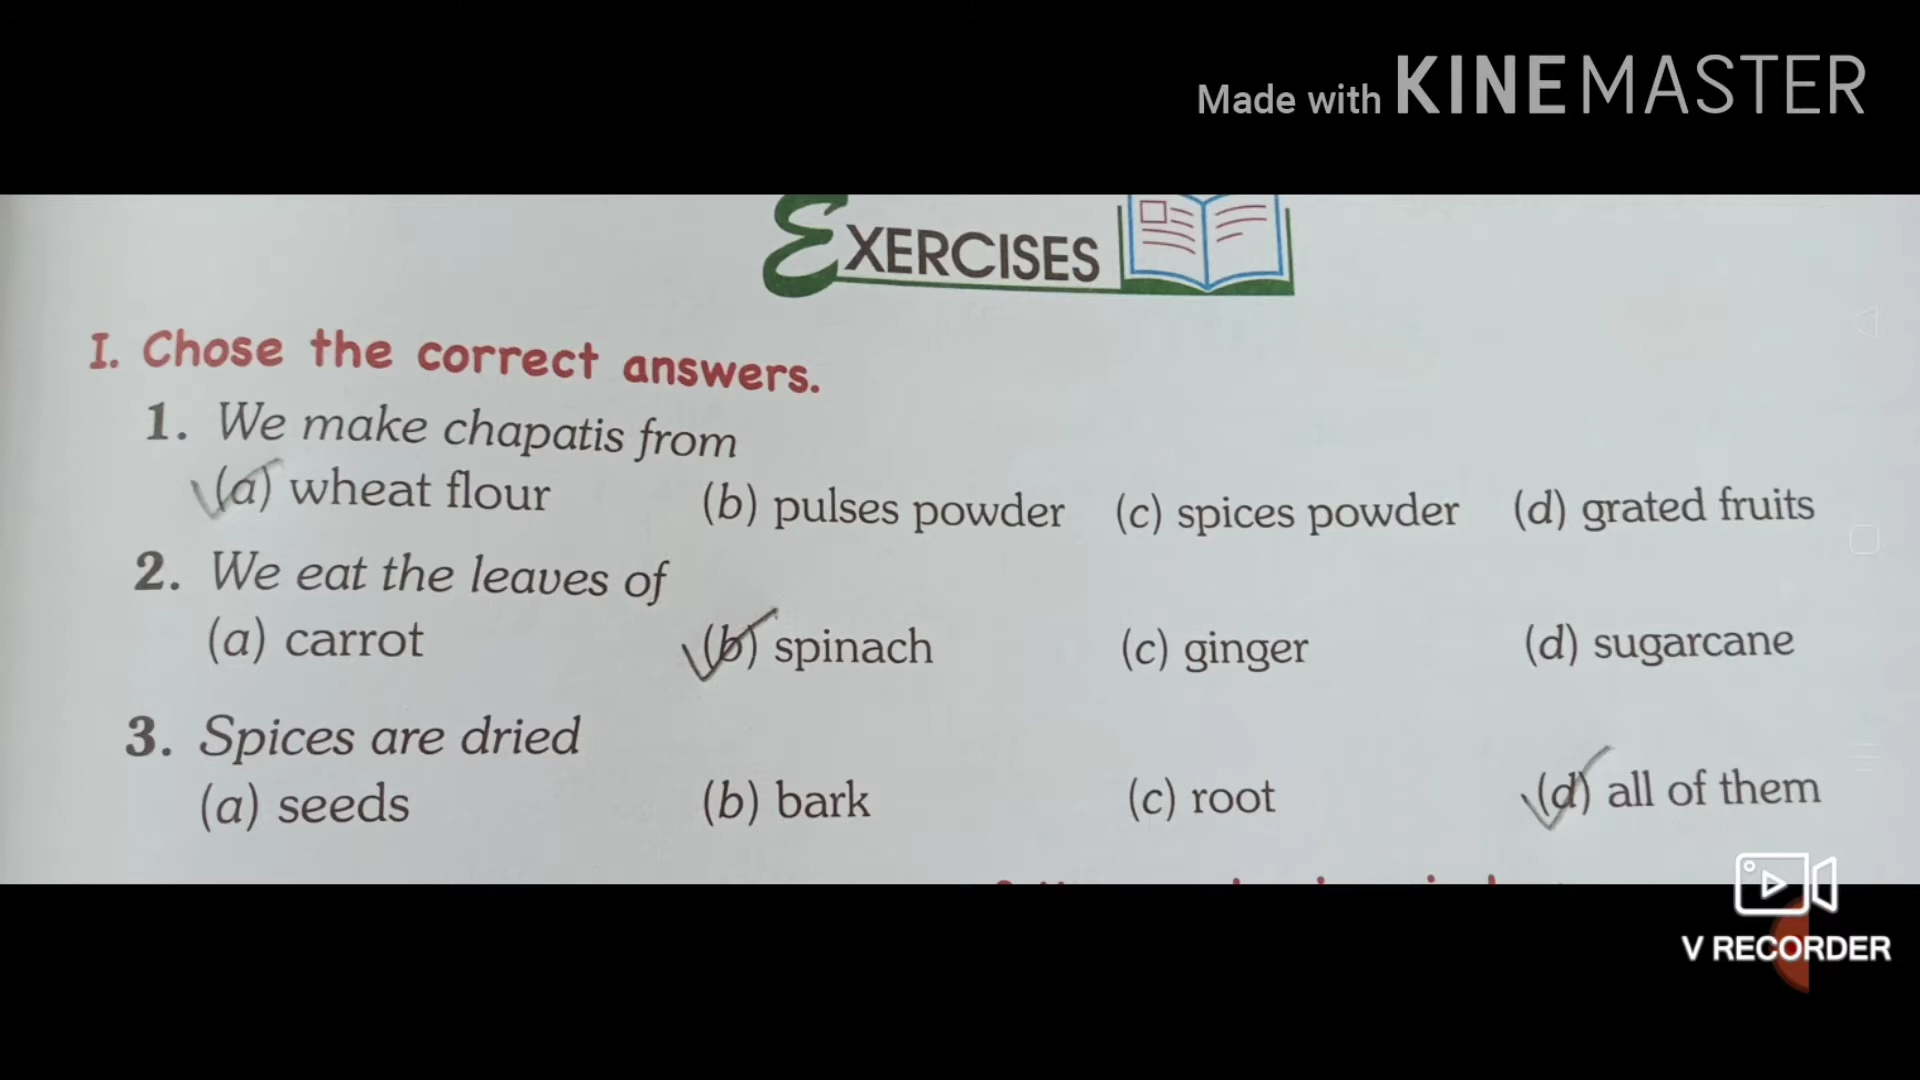 Made with KINEMASTER
EXERCISES
I. Chose the correct answers.
1. We make chapatis from
(a) wheat flour (b) pulses powder (c) spices powder (d) grated fruits
2. We eat the leaves of
(a) carrot (b) spinach (c) ginger (d) sugarcane
3. Spices are dried
(a) seeds (b) bark (c) root (d) all of them
V RECORDER